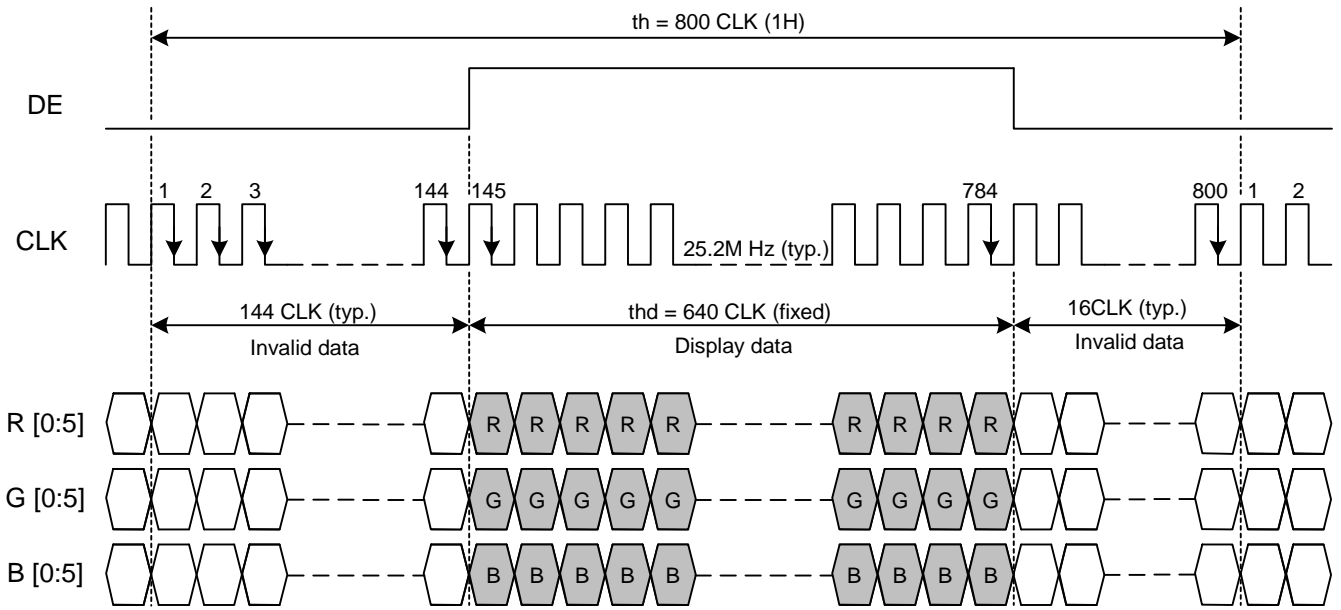 th = 800 CLK (1H)
DE
1 2 3 144 145 784 800 1 2
CLK
25.2M Hz (typ.)
144 CLK (typ.) thd = 640 CLK (fixed) 16CLK (typ.)
Invalid data Display data Invalid data
R [0:5] R R R R R R R R R
G [0:5] G G G G G G G G G
B [0:5] B B B B B B B B B